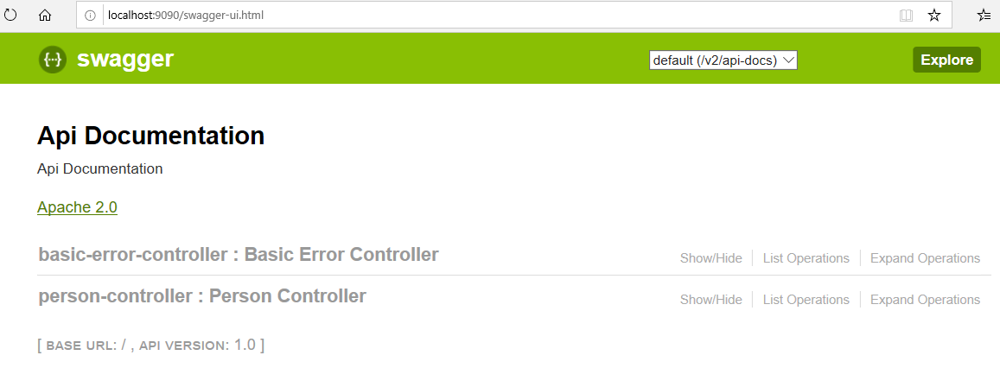 localhost:9090/swagger-ui.html
{···} swagger default (/v2/api-docs) Explore
Api Documentation
Api Documentation
Apache 2.0
basic-error-controller : Basic Error Controller Show/Hide List Operations Expand Operations
person-controller : Person Controller Show/Hide List Operations Expand Operations
[ BASE URL: / , API VERSION: 1.0 ]